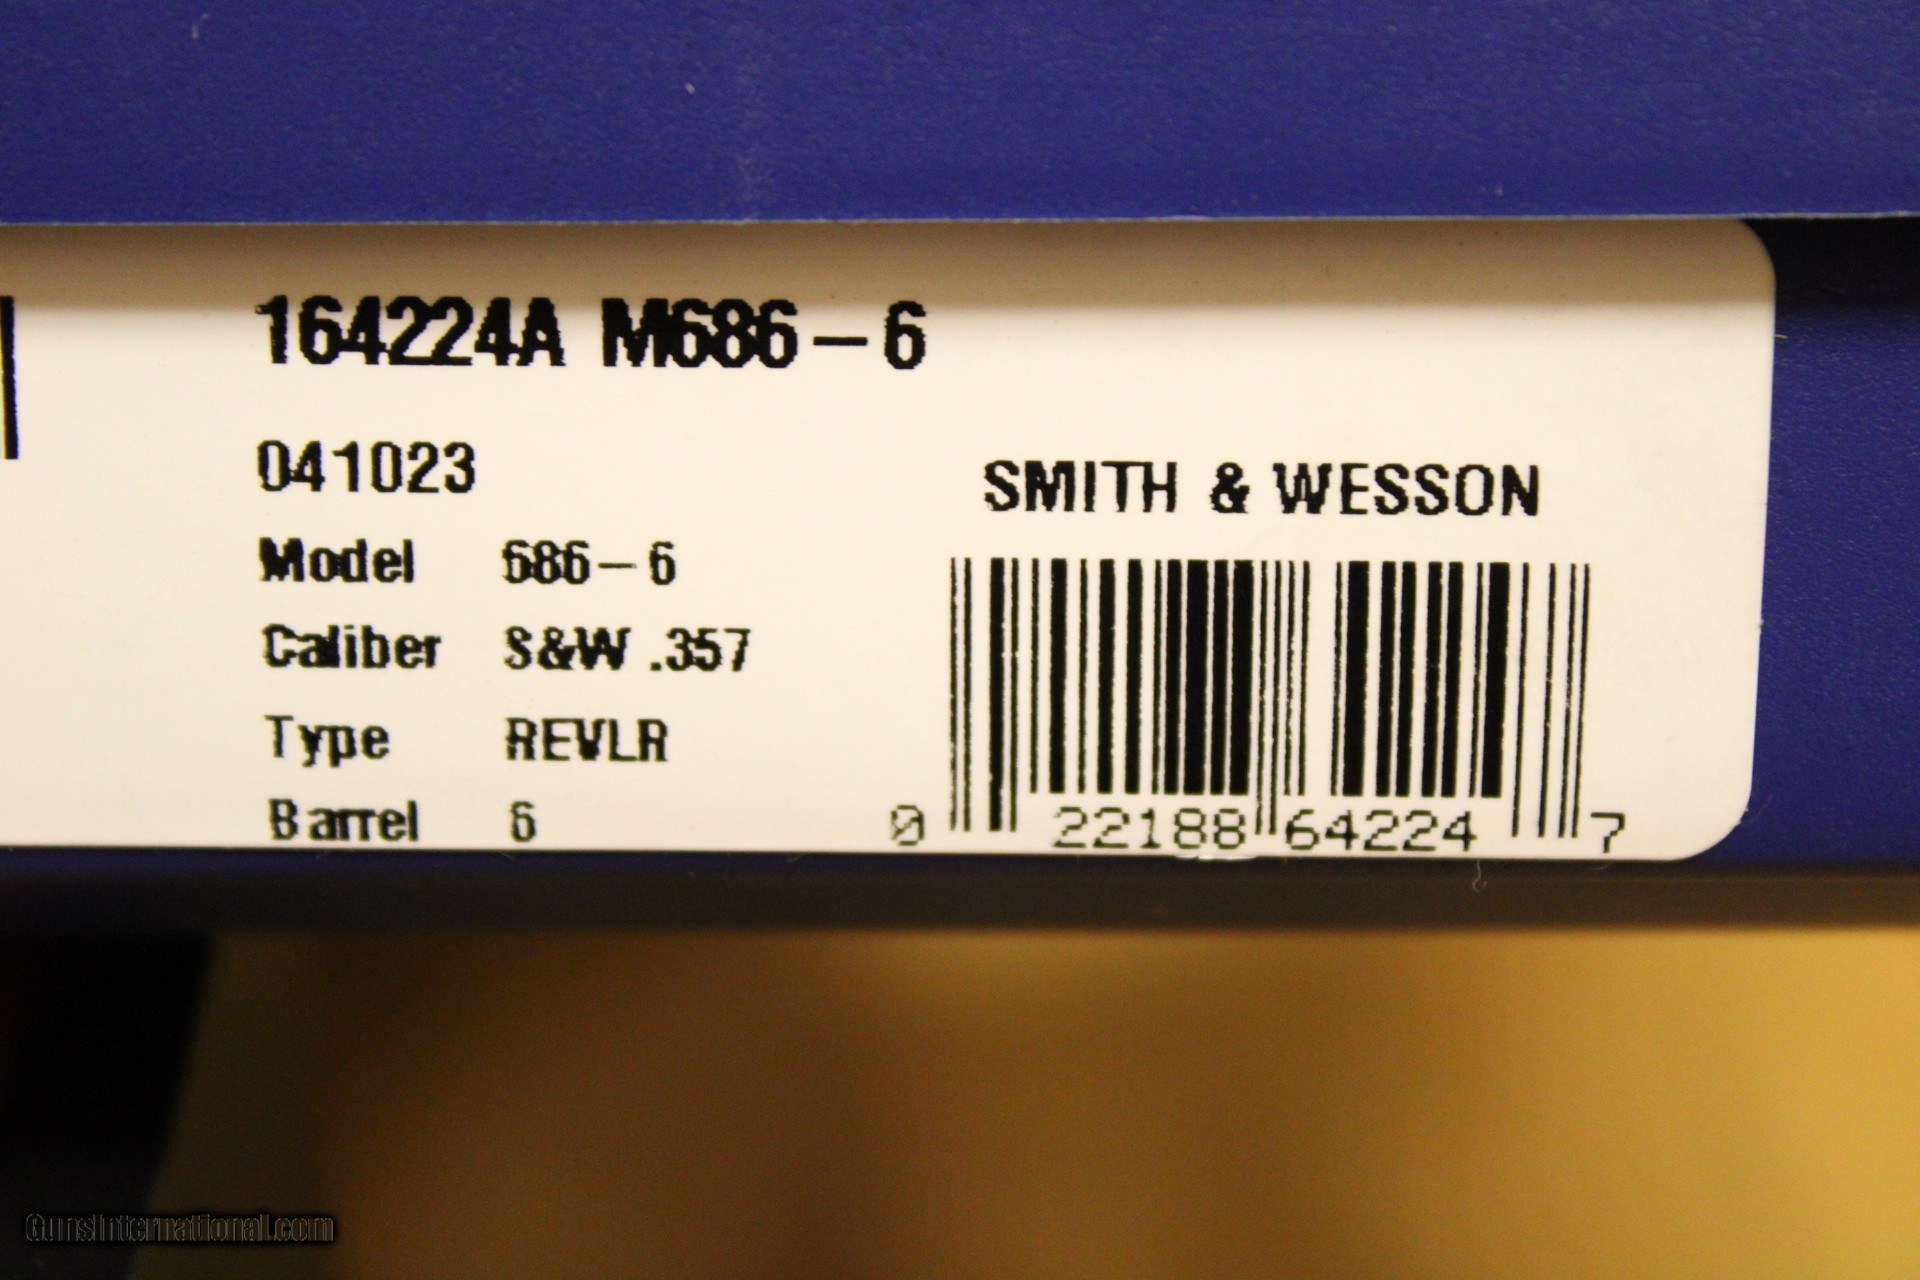 164224A M686-6
041023
Model 686-6
Caliber S&W .357
Type REVLR
Barrel 6
SMITH & WESSON
0 22188 64224 7
GunsInternational.com